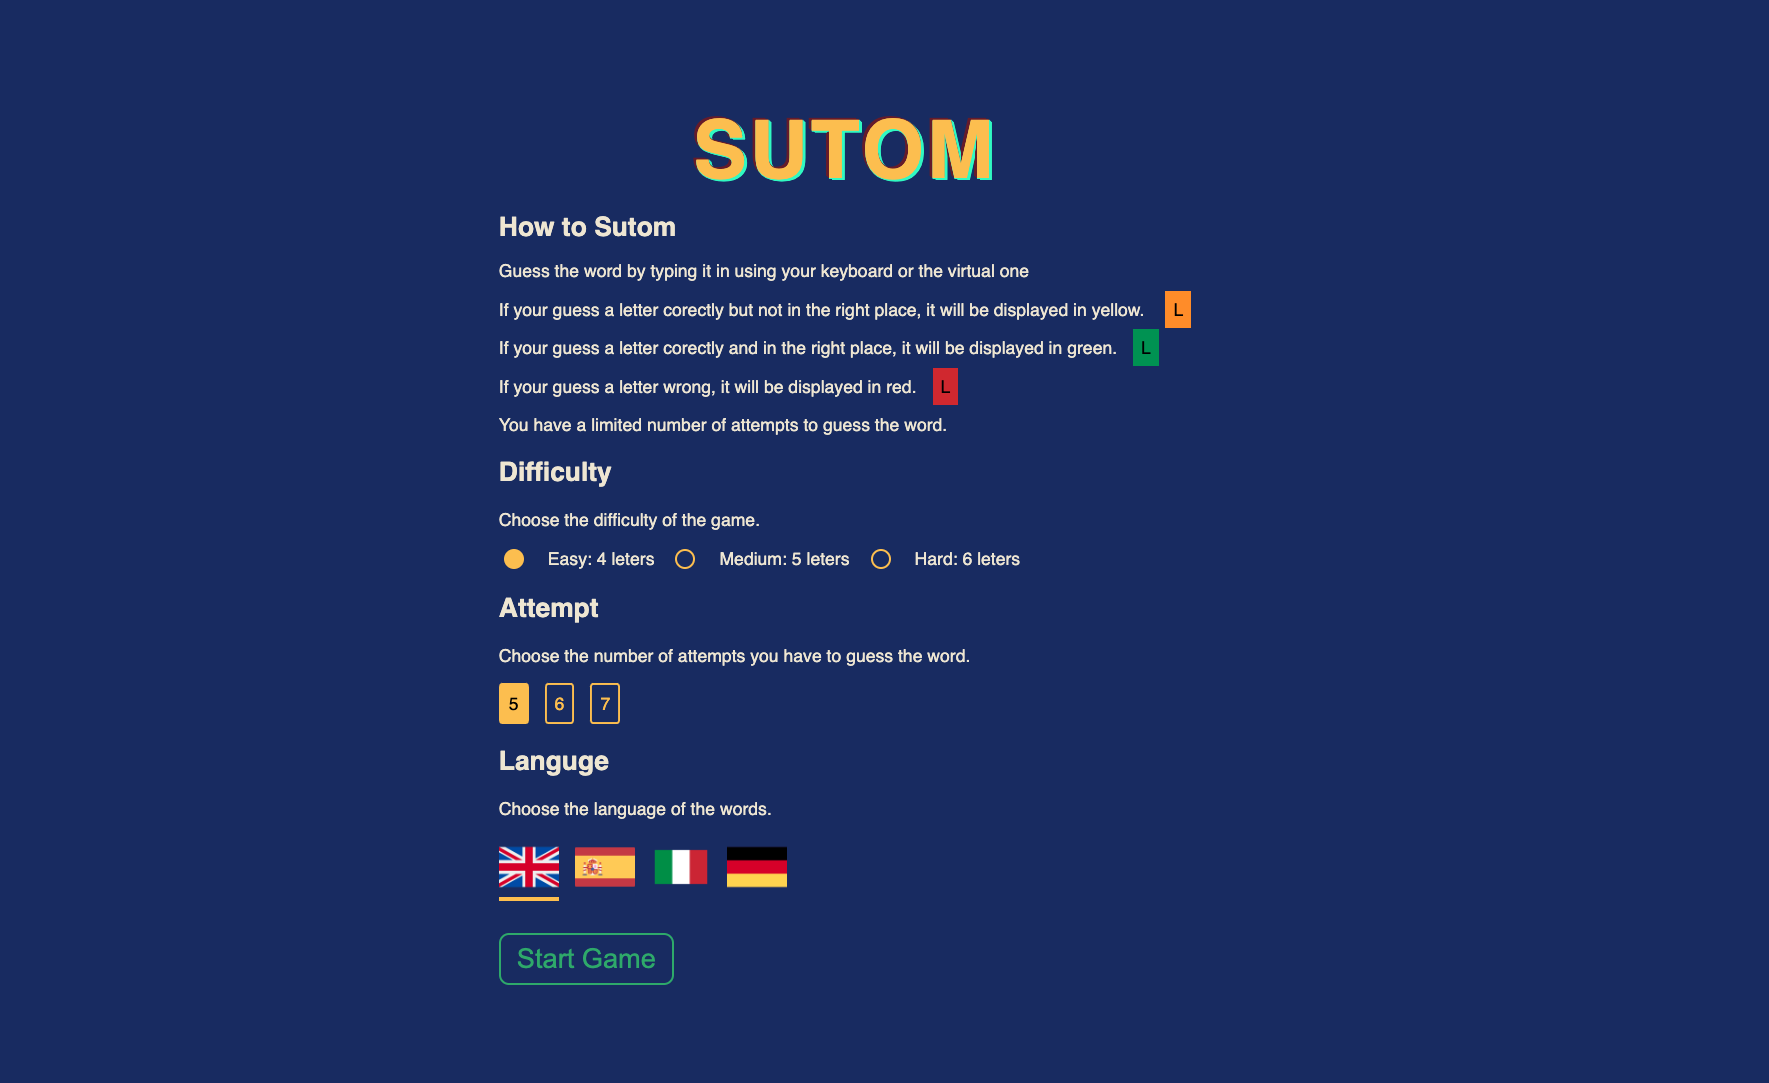 SUTOM
How to Sutom
Guess the word by typing it in using your keyboard or the virtual one
If your guess a letter corectly but not in the right place, it will be displayed in yellow. L
If your guess a letter corectly and in the right place, it will be displayed in green. L
If your guess a letter wrong, it will be displayed in red. L
You have a limited number of attempts to guess the word.
Difficulty
Choose the difficulty of the game.
Easy: 4 leters Medium: 5 leters Hard: 6 leters
Attempt
Choose the number of attempts you have to guess the word.
5 6 7
Languge
Choose the language of the words.
Start Game